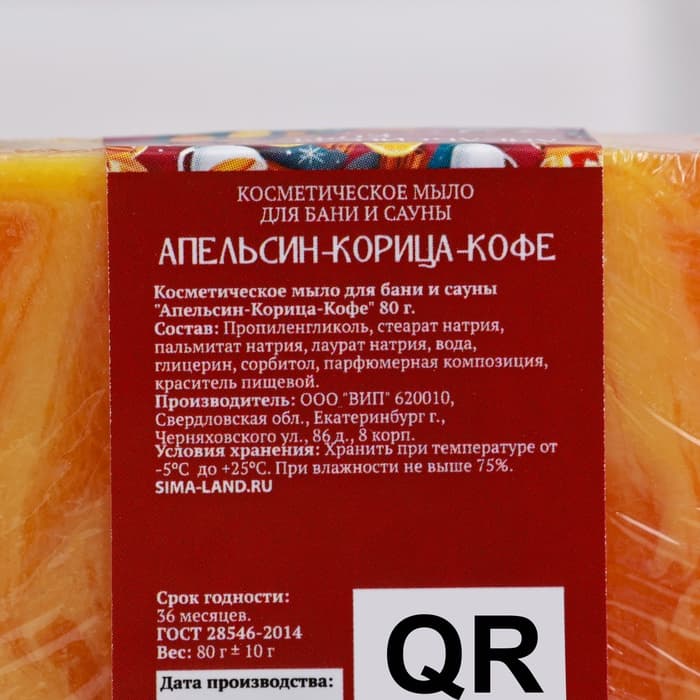 КОСМЕТИЧЕСКОЕ МЫЛО
ДЛЯ БАНИ И САУНЫ
АПЕЛЬСИН-КОРИЦА-КОФЕ
Косметическое мыло для бани и сауны
"Апельсин-Корица-Кофе" 80 г.
Состав: Пропиленгликоль, стеарат натрия,
пальмитат натрия, лаурат натрия, вода,
глицерин, сорбитол, парфюмерная композиция,
краситель пищевой.
Производитель: ООО "ВИП" 620010,
Свердловская обл., Екатеринбург г.,
Черняховского ул., 86 д., 8 корп.
Условия хранения: Хранить при температуре от
-5°С до +25°С. При влажности не выше 75%.
SIMA-LAND.RU
Срок годности:
36 месяцев.
ГОСТ 28546-2014
Вес: 80 г ± 10 г
Дата производства:
QR